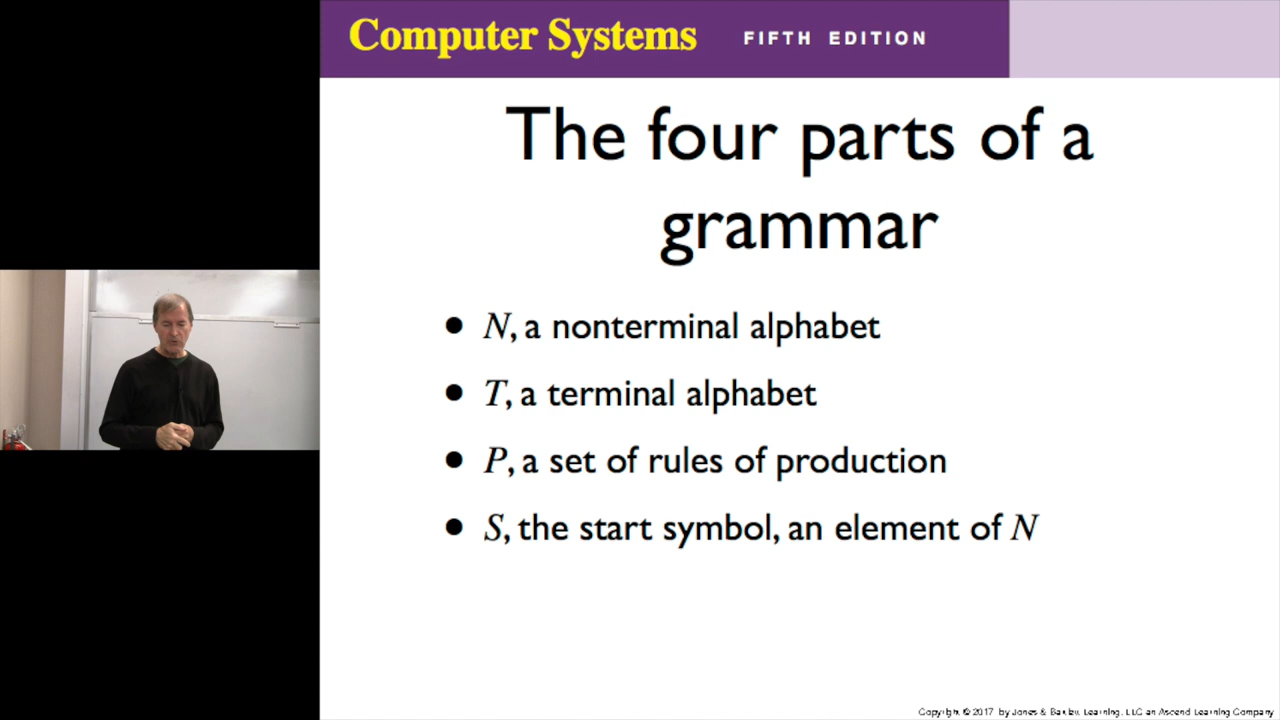 Computer Systems FIFTH EDITION
The four parts of a
grammar
• N, a nonterminal alphabet
• T, a terminal alphabet
• P, a set of rules of production
• S, the start symbol, an element of N
Copyright © 2017 by Jones & Bartlett Learning, LLC an Ascend Learning Company